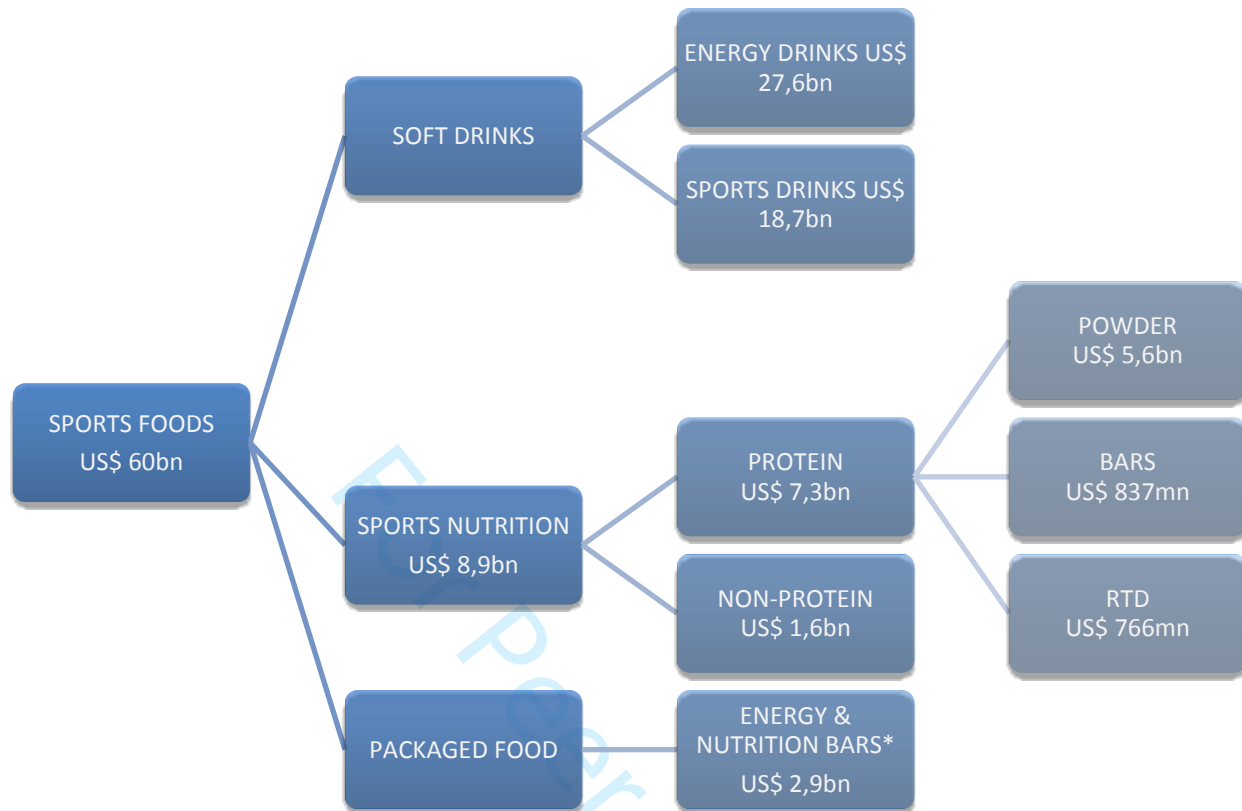 ENERGY DRINKS US$
27,6bn
SOFT DRINKS
SPORTS DRINKS US$
18,7bn
POWDER
US$ 5,6bn
SPORTS FOODS
US$ 60bn
PROTEIN
US$ 7,3bn
BARS
US$ 837mn
SPORTS NUTRITION
US$ 8,9bn
NON-PROTEIN
US$ 1,6bn
RTD
US$ 766mn
PACKAGED FOOD
ENERGY &
NUTRITION BARS*
US$ 2,9bn
For Peer